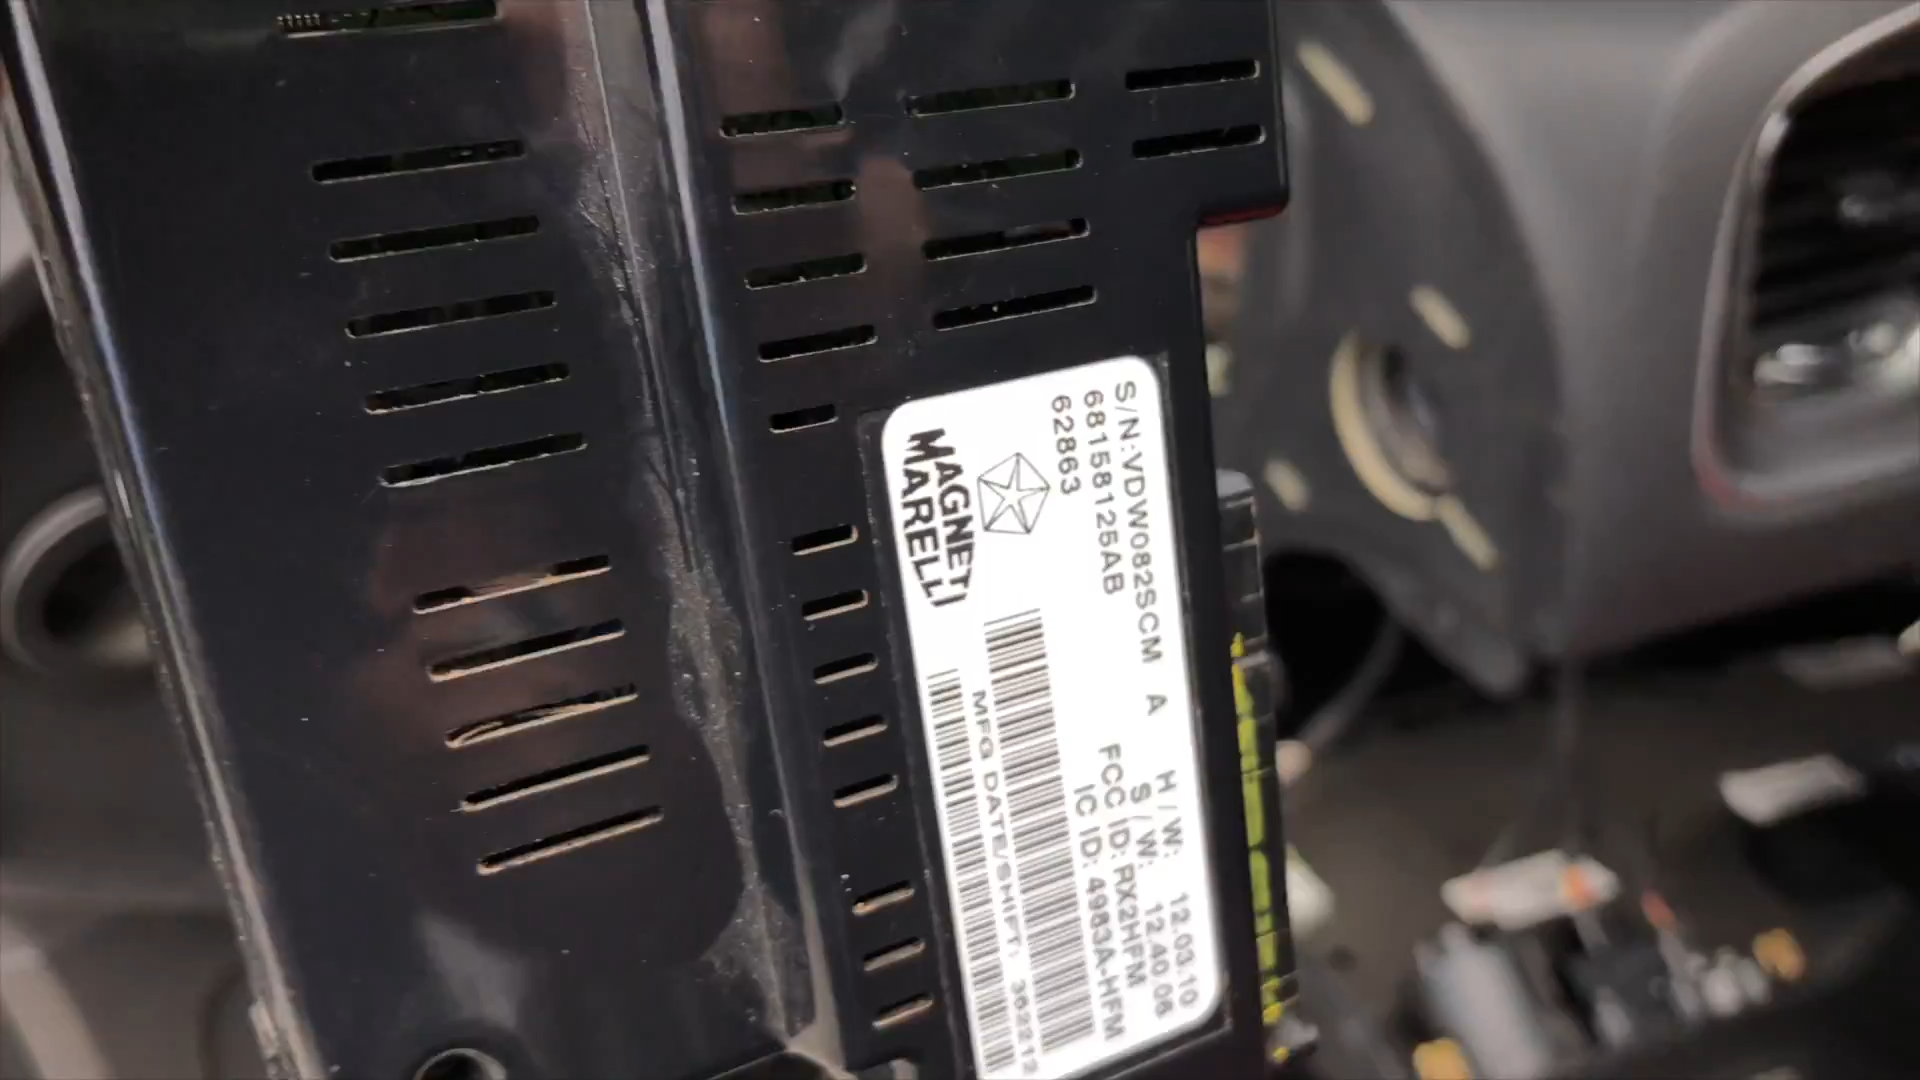 S/N:VDW082SCM A H/W: 12.03.10
68158125AB S/W: 12.40.06
62863 FCC ID: RX2HFM
IC ID: 4983A-HFM
MAGNETI
MARELLI
MFG DATE/SHIFT: